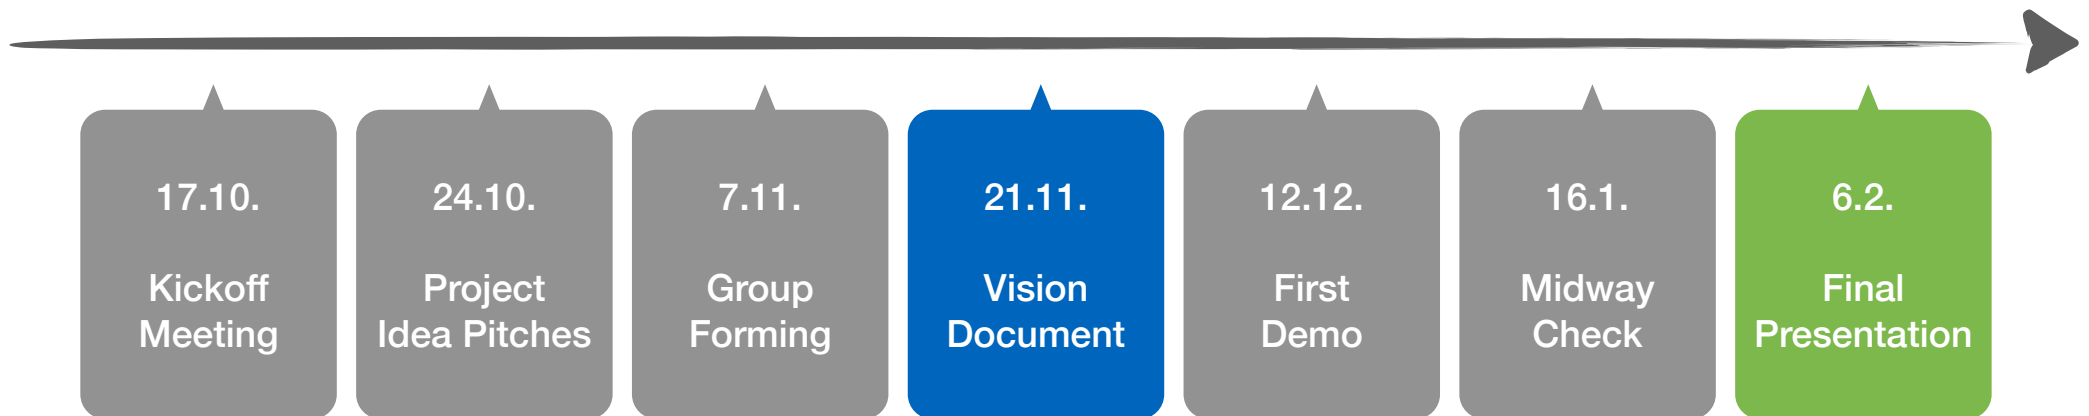 17.10.
Kickoff
Meeting
24.10.
Project
Idea Pitches
7.11.
Group
Forming
21.11.
Vision
Document
12.12.
First
Demo
16.1.
Midway
Check
6.2.
Final
Presentation